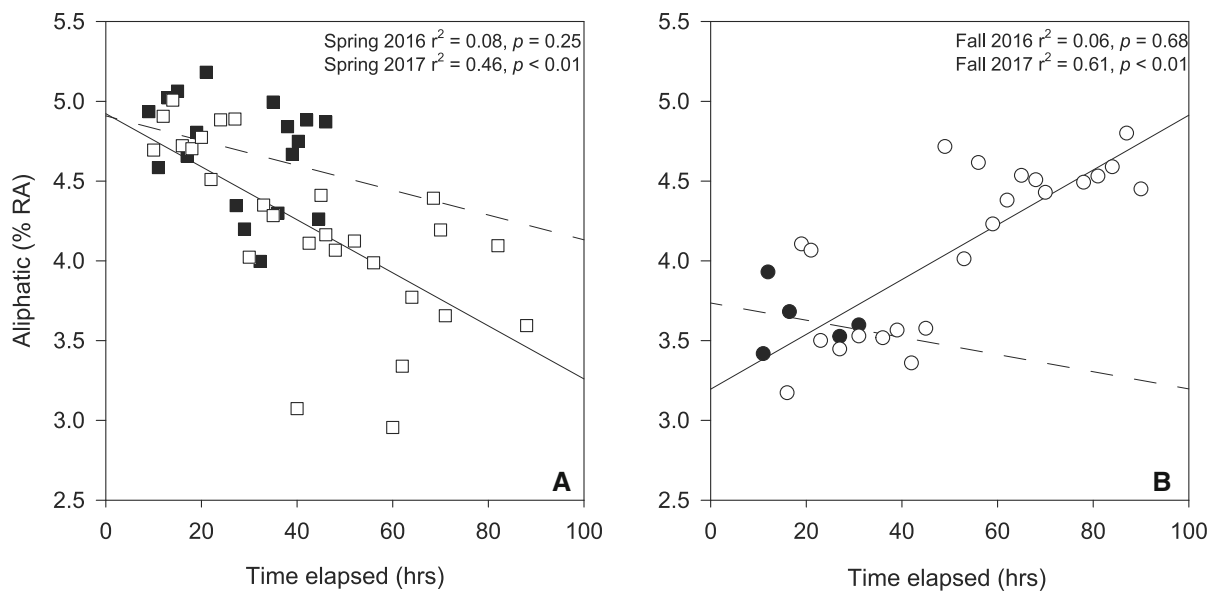 Spring 2016 r² = 0.08, p = 0.25
Spring 2017 r² = 0.46, p < 0.01
5.5
5.0
4.5
4.0
3.5
3.0
2.5
Aliphatic (% RA)
A
0 20 40 60 80 100
Time elapsed (hrs)
Fall 2016 r² = 0.06, p = 0.68
Fall 2017 r² = 0.61, p < 0.01
5.5
5.0
4.5
4.0
3.5
3.0
2.5
B
0 20 40 60 80 100
Time elapsed (hrs)